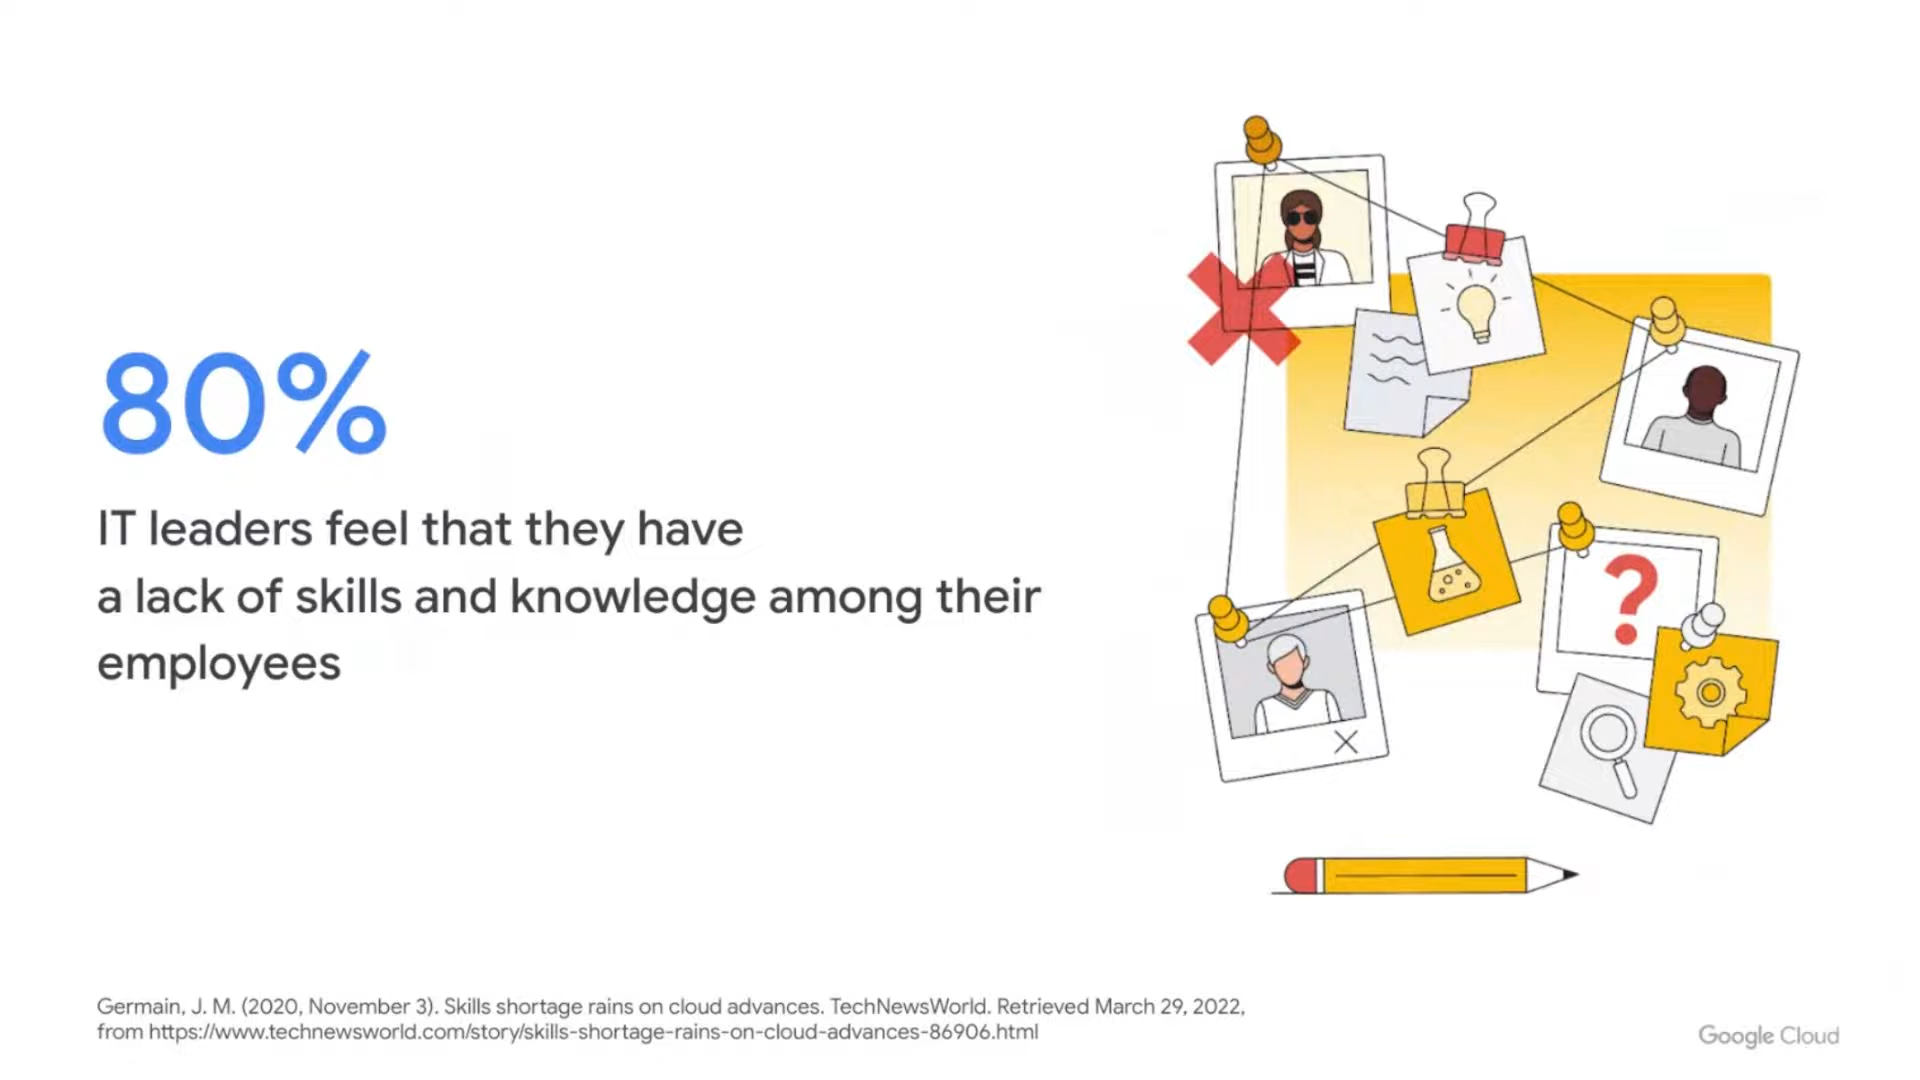 80%
IT leaders feel that they have
a lack of skills and knowledge among their
employees
?
Germain, J. M. (2020, November 3). Skills shortage rains on cloud advances. TechNewsWorld. Retrieved March 29, 2022,
from https://www.technewsworld.com/story/skills-shortage-rains-on-cloud-advances-86906.html
Google Cloud